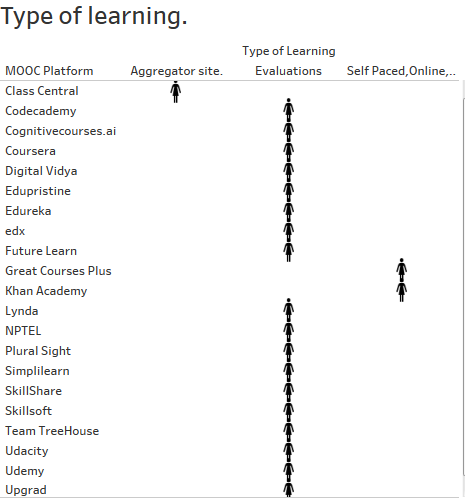 Type of learning.
Type of Learning
MOOC Platform Aggregator site. Evaluations Self Paced,Online,..
Class Central
Codecademy
Cognitivecourses.ai
Coursera
Digital Vidya
Edupristine
Edureka
edx
Future Learn
Great Courses Plus
Khan Academy
Lynda
NPTEL
Plural Sight
Simplilearn
SkillShare
Skillsoft
Team TreeHouse
Udacity
Udemy
Upgrad